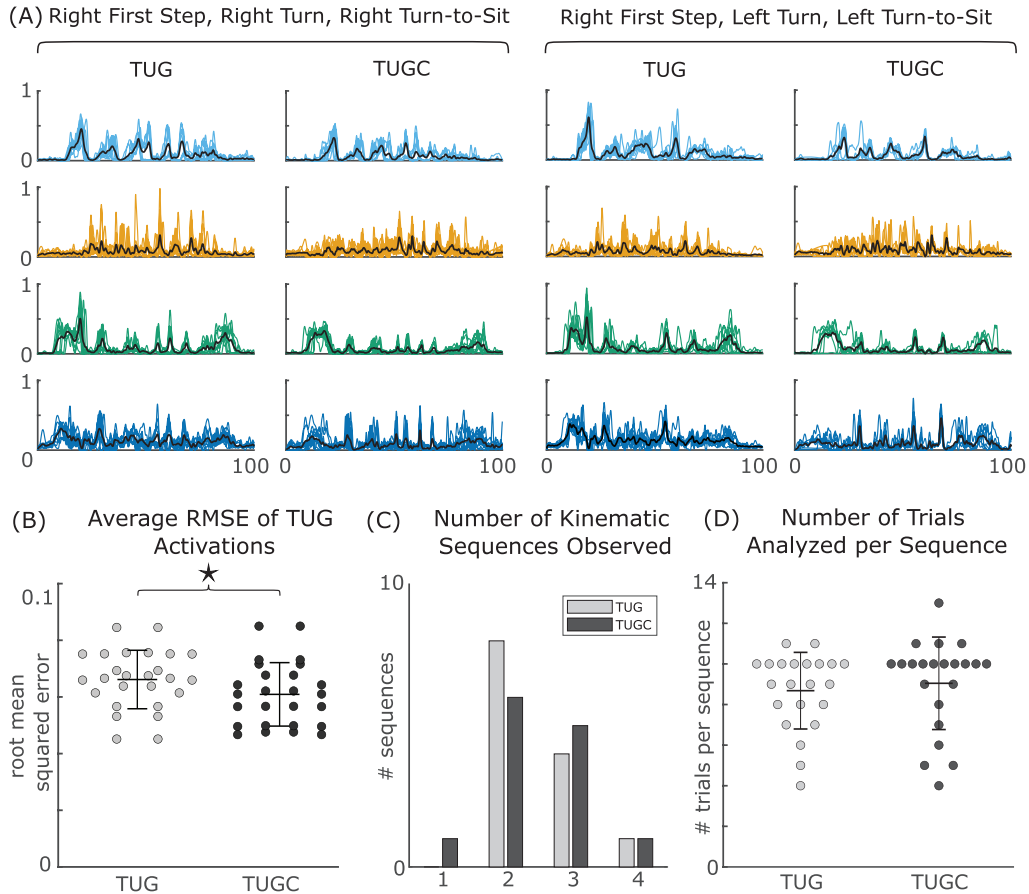 (A) Right First Step, Right Turn, Right Turn-to-Sit
Right First Step, Left Turn, Left Turn-to-Sit
TUG
TUGC
TUG
TUGC
1
0
1
0
1
0
1
0
0
100
0
100
0
100
0
100
(B) Average RMSE of TUG
Activations
0.1
root mean
squared error
0
TUG
TUGC
(C) Number of Kinematic
Sequences Observed
10
TUG
TUGC
# sequences
0
1
2
3
4
(D) Number of Trials
Analyzed per Sequence
14
# trials per sequence
0
TUG
TUGC